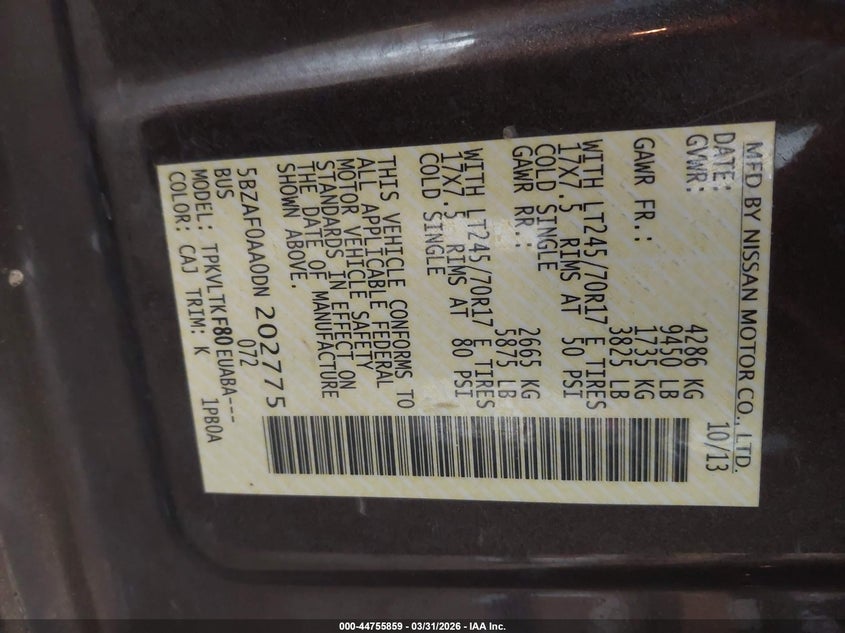 MFD BY NISSAN MOTOR CO., LTD.
DATE: 10/13
GVWR: 4286 KG
9450 LB
GAWR FR.: 1735 KG
3825 LB
WITH LT245/70R17 E TIRES
17X7.5 RIMS AT 50 PSI
COLD SINGLE
GAWR RR.: 2665 KG
5875 LB
WITH LT245/70R17 E TIRES
17X7.5 RIMS AT 80 PSI
COLD SINGLE
THIS VEHICLE CONFORMS TO
ALL APPLICABLE FEDERAL
MOTOR VEHICLE SAFETY
STANDARDS IN EFFECT ON
THE DATE OF MANUFACTURE
SHOWN ABOVE.
5BZAF0AA0DN202775
BUS 072
MODEL: TPKVLTKF80EUABA---
COLOR: CAJ TRIM: K 1PB0A
000-44755859 — 03/31/2026 — IAA Inc.